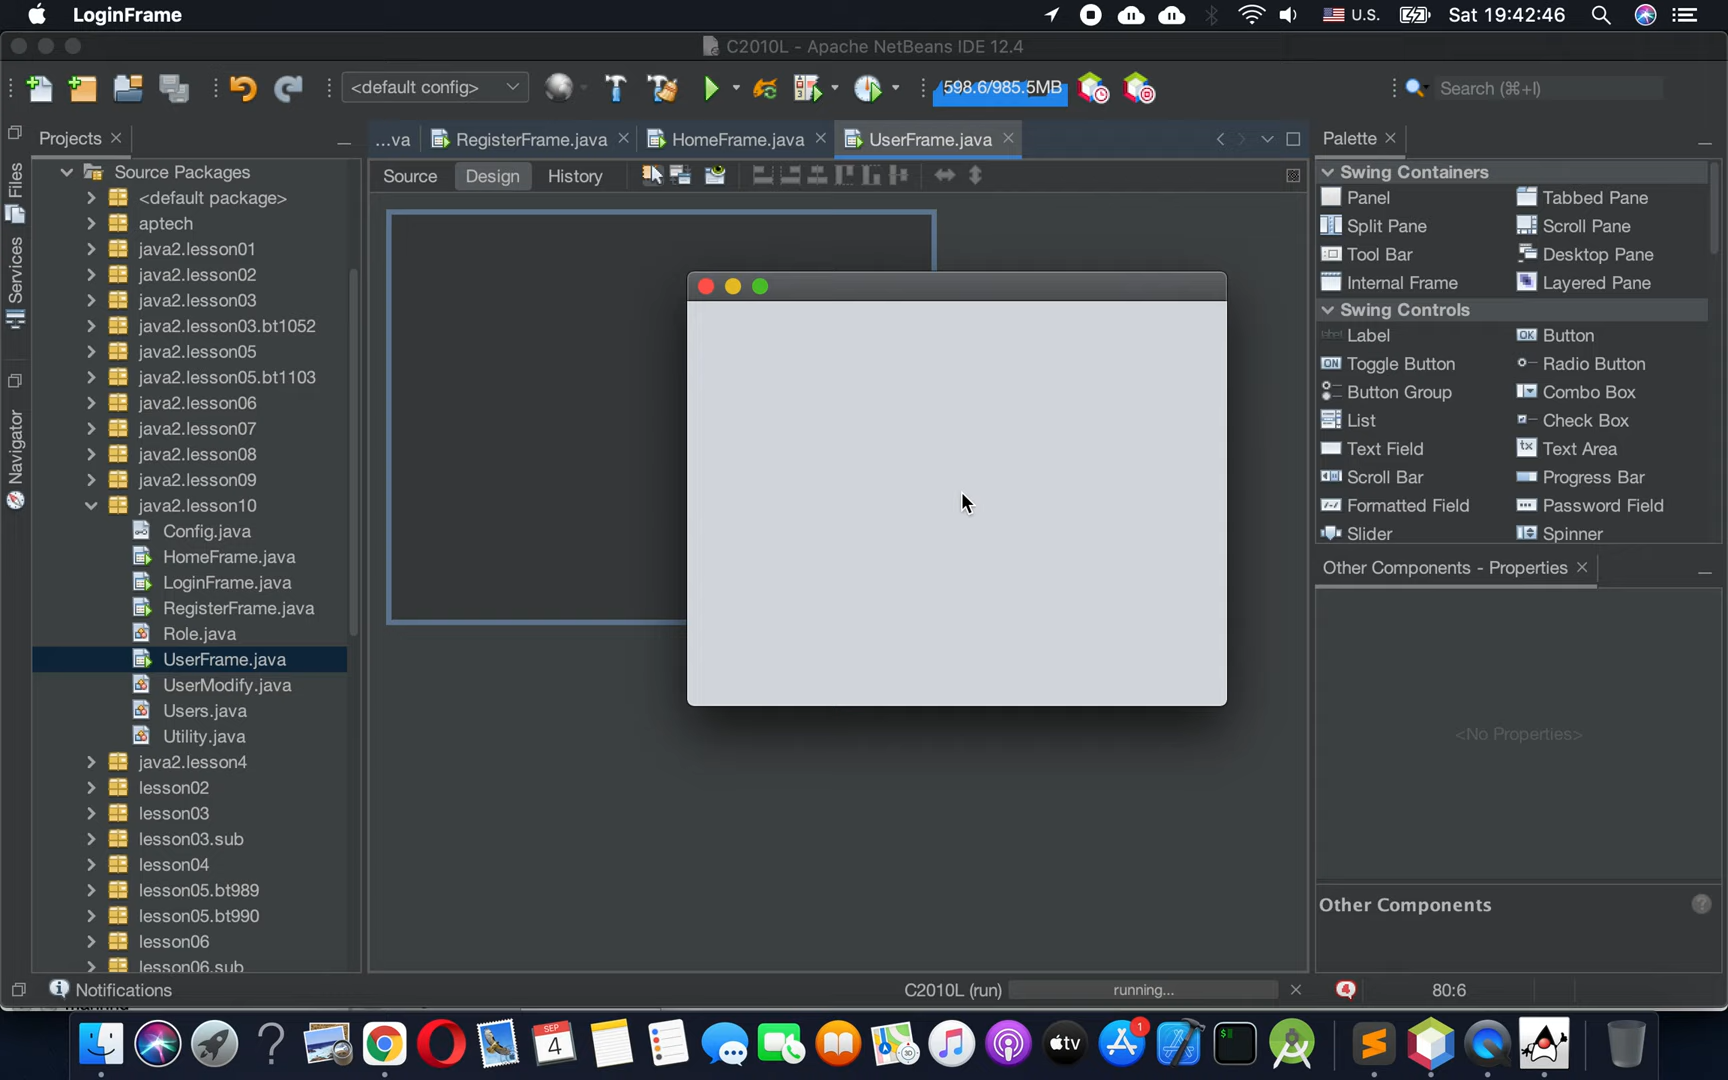 LoginFrame
U.S.
Sat 19:42:46
C2010L - Apache NetBeans IDE 12.4
<default config>
598.6/985.5MB
Search (⌘+I)
Projects
...va
RegisterFrame.java
HomeFrame.java
UserFrame.java
Palette
Source
Design
History
Files
Services
Navigator
Source Packages
<default package>
aptech
java2.lesson01
java2.lesson02
java2.lesson03
java2.lesson03.bt1052
java2.lesson05
java2.lesson05.bt1103
java2.lesson06
java2.lesson07
java2.lesson08
java2.lesson09
java2.lesson10
Config.java
HomeFrame.java
LoginFrame.java
RegisterFrame.java
Role.java
UserFrame.java
UserModify.java
Users.java
Utility.java
java2.lesson4
lesson02
lesson03
lesson03.sub
lesson04
lesson05.bt989
lesson05.bt990
lesson06
lesson06.sub
Swing Containers
Panel
Tabbed Pane
Split Pane
Scroll Pane
Tool Bar
Desktop Pane
Internal Frame
Layered Pane
Swing Controls
Label
Button
Toggle Button
Radio Button
Button Group
Combo Box
List
Check Box
Text Field
Text Area
Scroll Bar
Progress Bar
Formatted Field
Password Field
Slider
Spinner
Other Components - Properties
<No Properties>
Other Components
Notifications
C2010L (run)
running...
4
80:6
SEP
4
tv
1